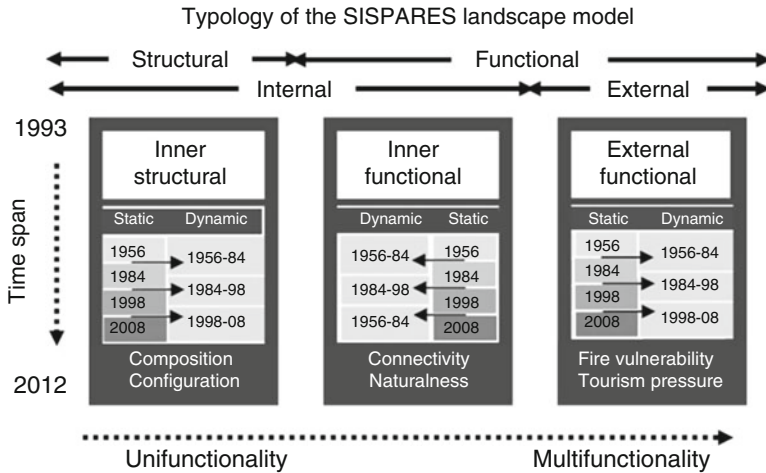 Typology of the SISPARES landscape model
Structural Functional
Internal External
1993
Time span
2012
Inner
structural
Static Dynamic
1956
1984
1998
2008
1956-84
1984-98
1998-08
Composition
Configuration
Inner
functional
Dynamic Static
1956-84
1984-98
1956-84
1956
1984
1998
2008
Connectivity
Naturalness
External
functional
Static Dynamic
1956
1984
1998
2008
1956-84
1984-98
1998-08
Fire vulnerability
Tourism pressure
Unifunctionality Multifunctionality